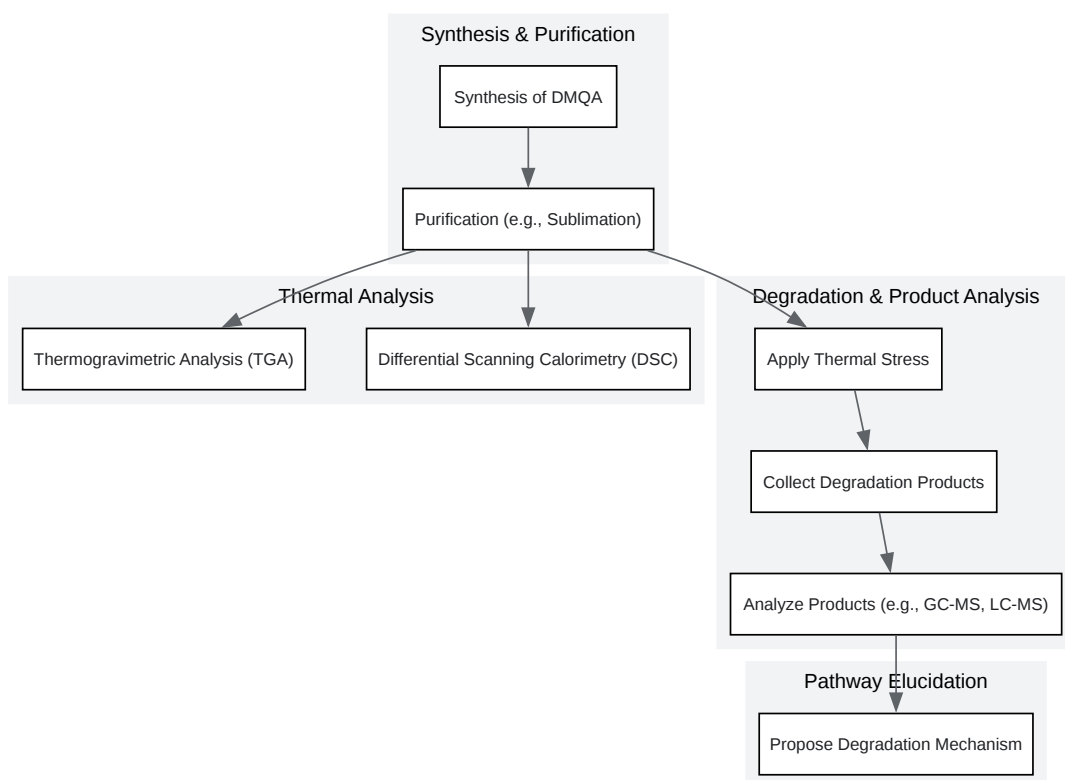 Synthesis & Purification
Synthesis of DMQA
Purification (e.g., Sublimation)
Thermal Analysis
Degradation & Product Analysis
Thermogravimetric Analysis (TGA)
Differential Scanning Calorimetry (DSC)
Apply Thermal Stress
Collect Degradation Products
Analyze Products (e.g., GC-MS, LC-MS)
Pathway Elucidation
Propose Degradation Mechanism